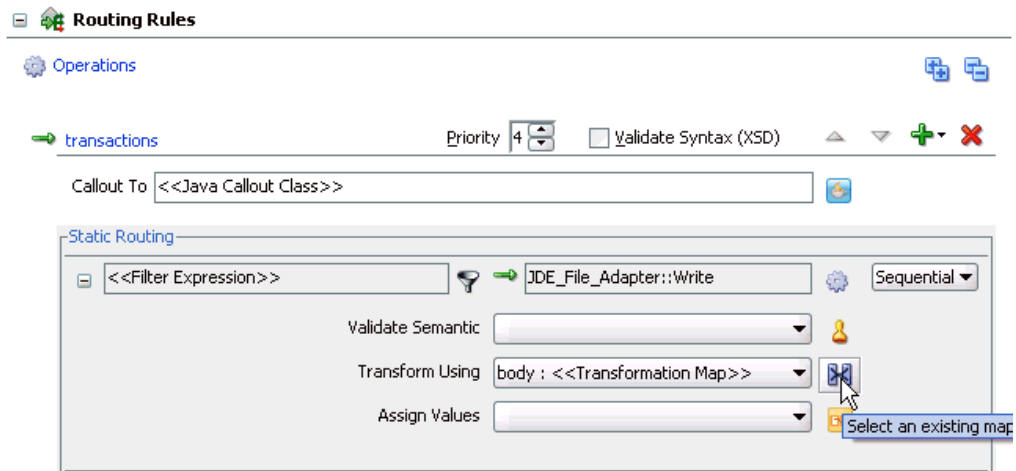 Routing Rules
Operations
transactions Priority 4 Validate Syntax (XSD)
Callout To <<Java Callout Class>>
Static Routing
<<Filter Expression>> JDE_File_Adapter::Write Sequential
Validate Semantic
Transform Using body : <<Transformation Map>>
Assign Values
Select an existing map